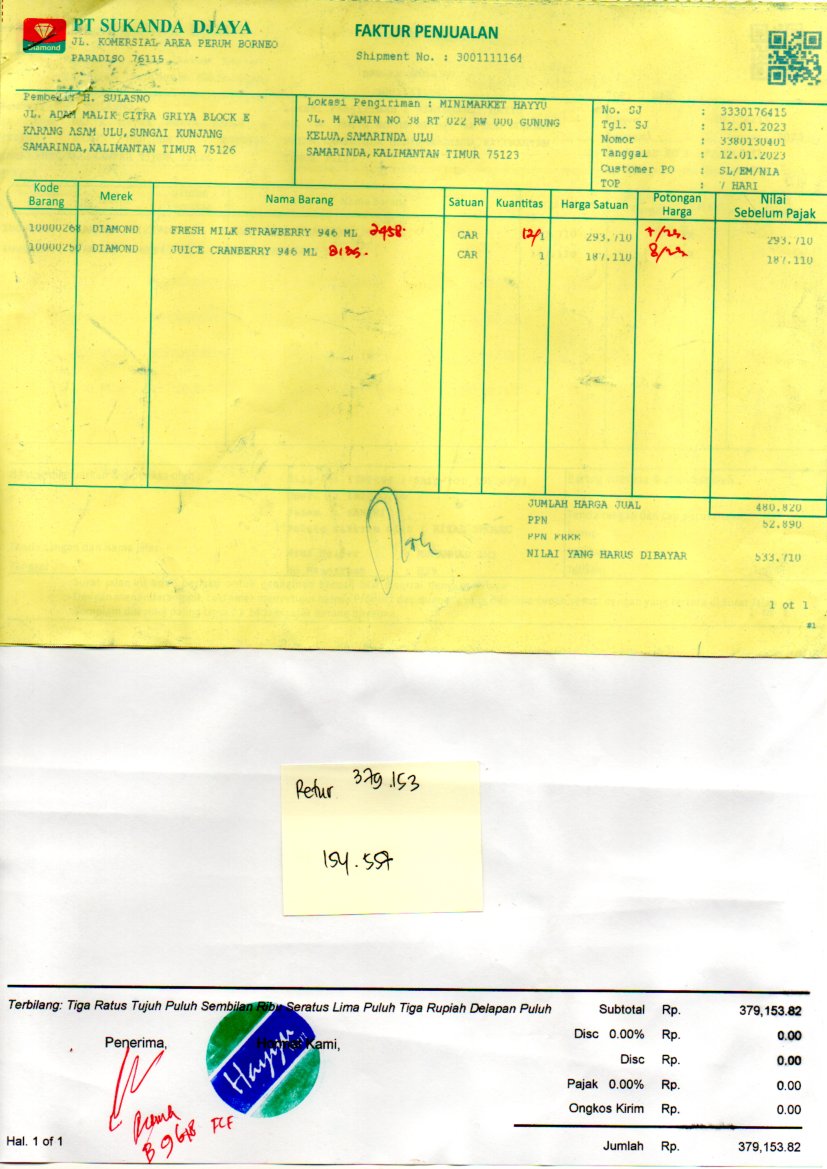 PT SUKANDA DJAYA
Diamond
JL. KOMERSIAL AREA PERUM BORNEO
PARADISO 76115
FAKTUR PENJUALAN
Shipment No. : 3001111164
Pembeli: H. SULASNO
JL. ADAM MALIK CITRA GRIYA BLOCK E
KARANG ASAM ULU,SUNGAI KUNJANG
SAMARINDA,KALIMANTAN TIMUR 75126
Lokasi Pengiriman : MINIMARKET HAYYU
JL. M YAMIN NO 38 RT 022 RW 000 GUNUNG
KELUA,SAMARINDA ULU
SAMARINDA,KALIMANTAN TIMUR 75123
No. SJ : 3330176415
Tgl. SJ : 12.01.2023
Nomor : 3380130401
Tanggal : 12.01.2023
Customer PO : SL/EM/NIA
TOP : 7 HARI
Kode Barang Merek Nama Barang Satuan Kuantitas Harga Satuan Potongan Harga Nilai Sebelum Pajak
10000268 DIAMOND FRESH MILK STRAWBERRY 946 ML 2458. CAR 12/1 293.710 293.710
10000250 DIAMOND JUICE CRANBERRY 946 ML CAR 1 187.110 187.110
JUMLAH HARGA JUAL 480.820
PPN 52.890
PPN
NILAI YANG HARUS DIBAYAR 533.710
1 of 1
#1
Retur 379.153
154.557
Terbilang: Tiga Ratus Tujuh Puluh Sembilan Ribu Seratus Lima Puluh Tiga Rupiah Delapan Puluh
Subtotal Rp. 379,153.82
Disc 0.00% Rp. 0.00
Disc Rp. 0.00
Pajak 0.00% Rp. 0.00
Ongkos Kirim Rp. 0.00
Jumlah Rp. 379,153.82
Penerima,
Hormat Kami,
Hayyu
Hal. 1 of 1